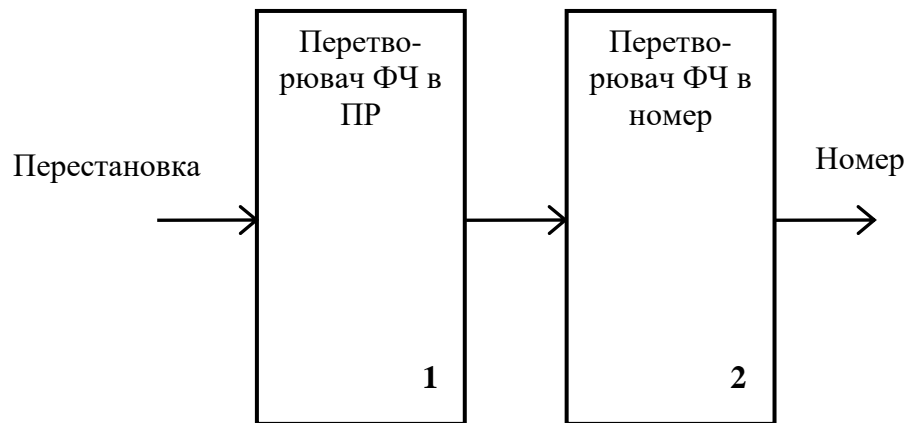 Перестановка
Перетво-
рювач ФЧ в
ПР
1
Перетво-
рювач ФЧ в
номер
2
Номер